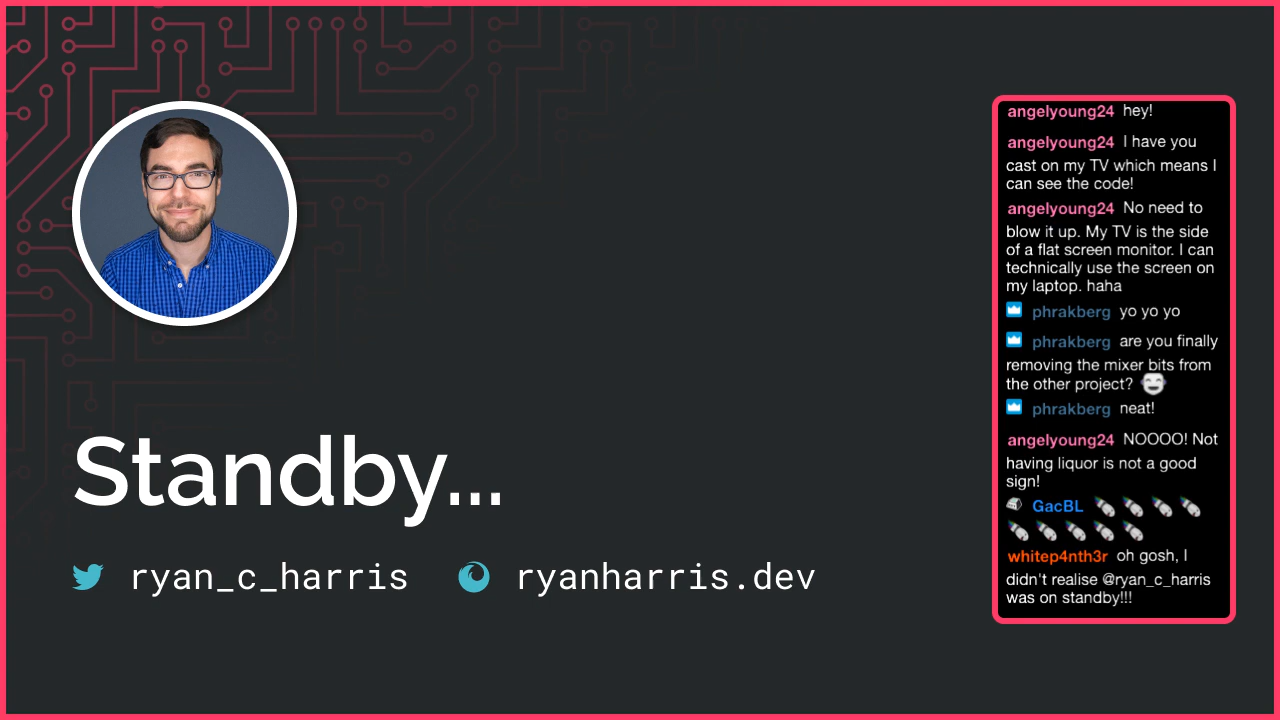 Standby...
ryan_c_harris
ryanharris.dev
angelyoung24 hey!
angelyoung24 I have you
cast on my TV which means I
can see the code!
angelyoung24 No need to
blow it up. My TV is the side
of a flat screen monitor. I can
technically use the screen on
my laptop. haha
phrakberg yo yo yo
phrakberg are you finally
removing the mixer bits from
the other project?
phrakberg neat!
angelyoung24 NOOOO! Not
having liquor is not a good
sign!
GacBL
whitep4nth3r oh gosh, I
didn't realise @ryan_c_harris
was on standby!!!